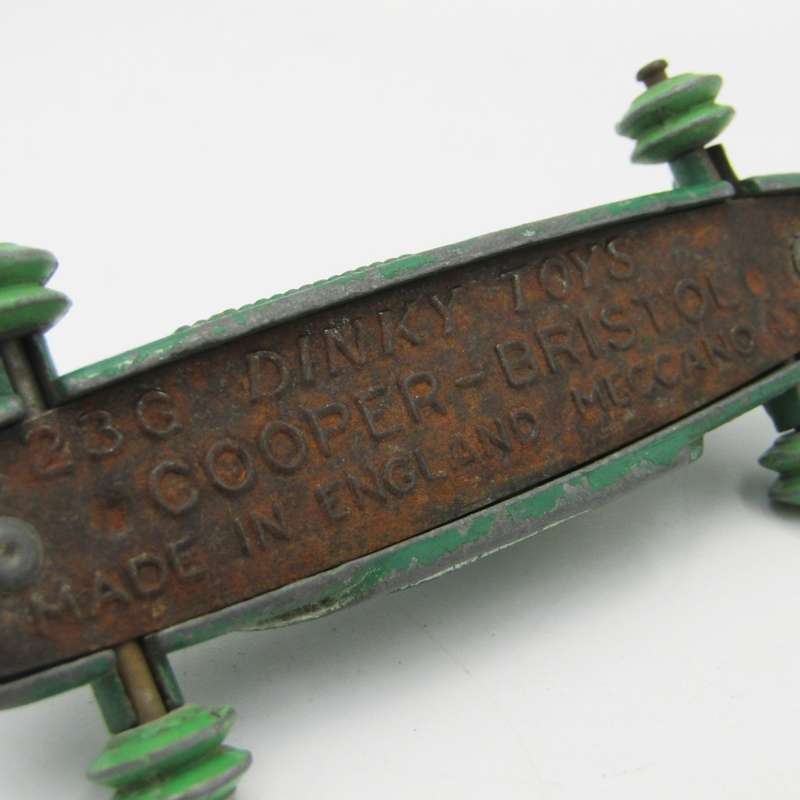 DINKY TOYS
23G COOPER-BRISTOL
MADE IN ENGLAND MECCANO